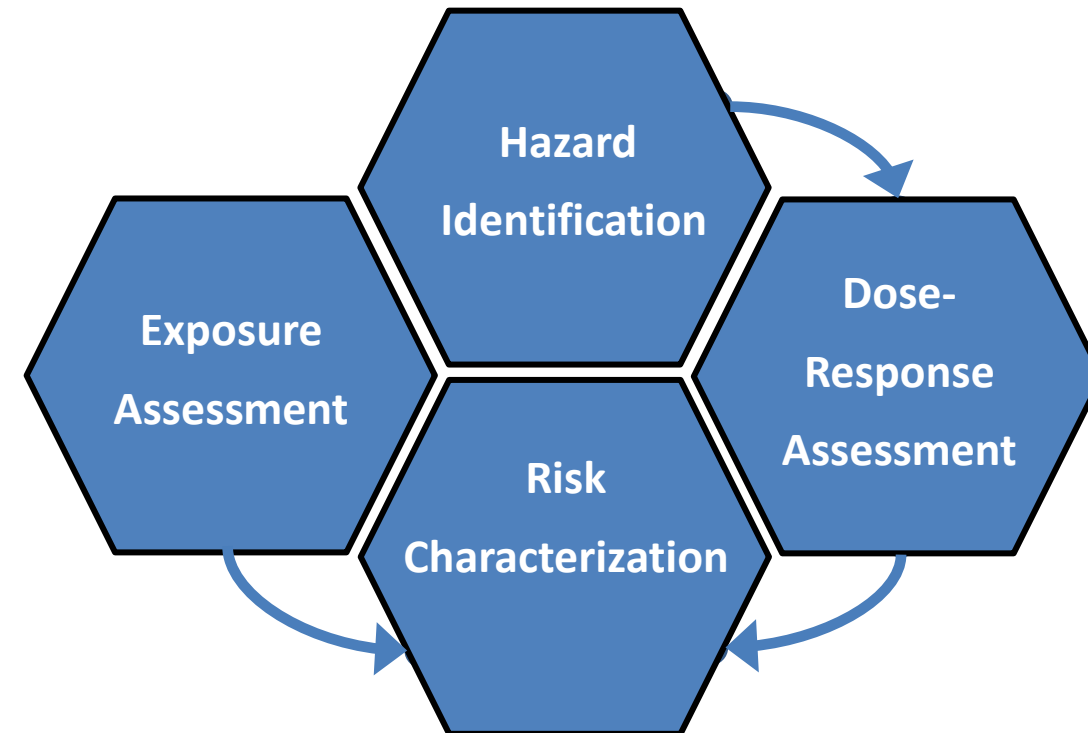 Hazard
Identification
Exposure
Assessment
Dose-
Response
Assessment
Risk
Characterization